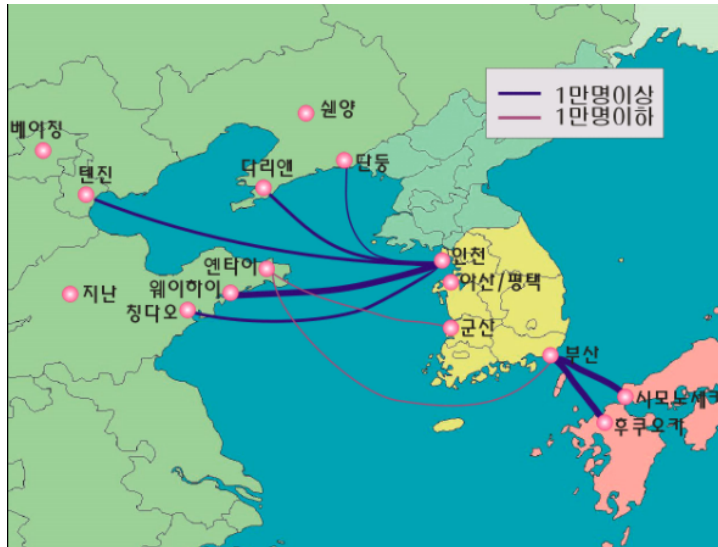 1만명이상
1만명이하
쉔양
베이징
단둥
다리앤
텐진
인천
옌타이
아산/평택
웨이하이
지난
칭다오
군산
부산
시모노세키
후쿠오카